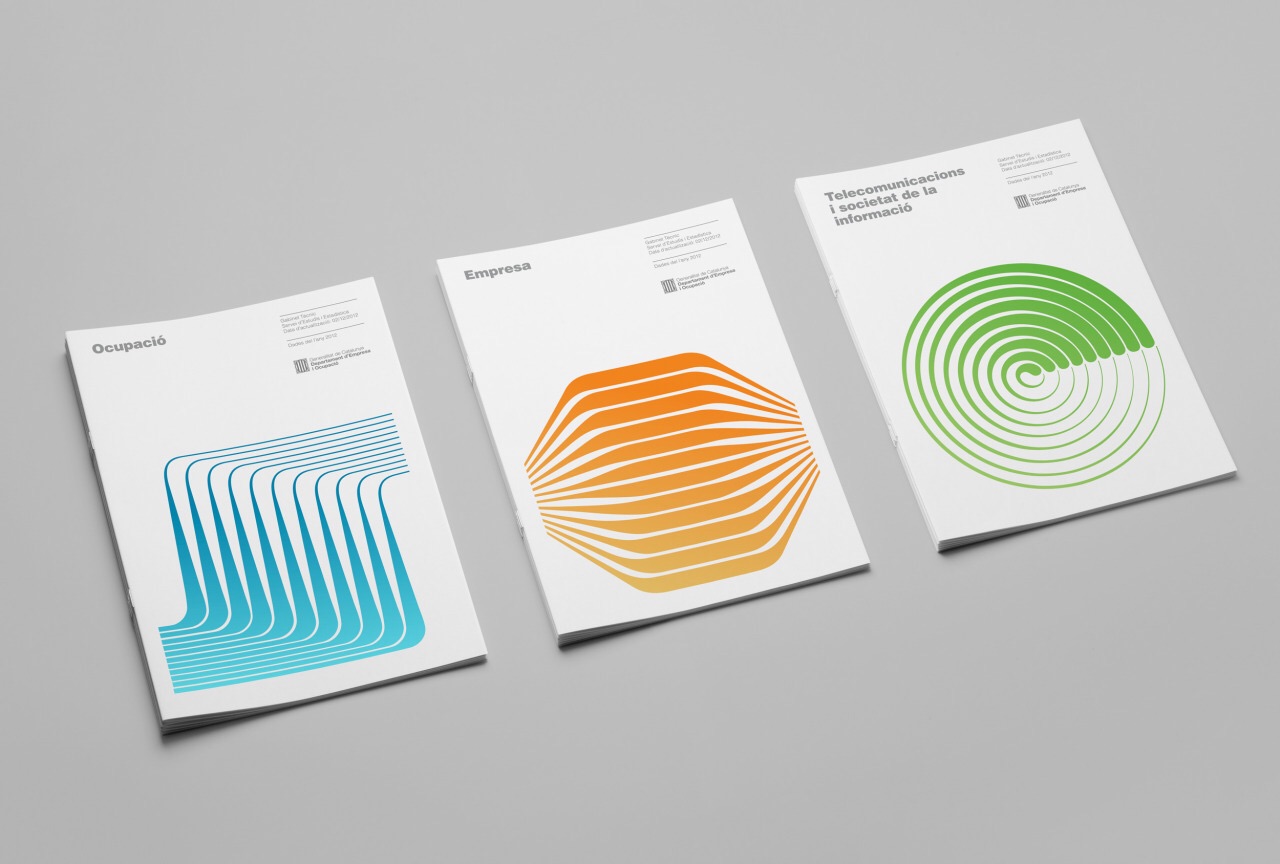 Ocupació
Gabinet Tècnic
Servei d'Estudis i Estadística
Data d'actualització: 02/12/2012
Dades de l'any 2012
Generalitat de Catalunya
Departament d'Empresa
i Ocupació
Empresa
Gabinet Tècnic
Servei d'Estudis i Estadística
Data d'actualització: 02/12/2012
Dades de l'any 2012
Generalitat de Catalunya
Departament d'Empresa
i Ocupació
Telecomunicacions
i societat de la
informació
Gabinet Tècnic
Servei d'Estudis i Estadística
Data d'actualització: 02/12/2012
Dades de l'any 2012
Generalitat de Catalunya
Departament d'Empresa
i Ocupació